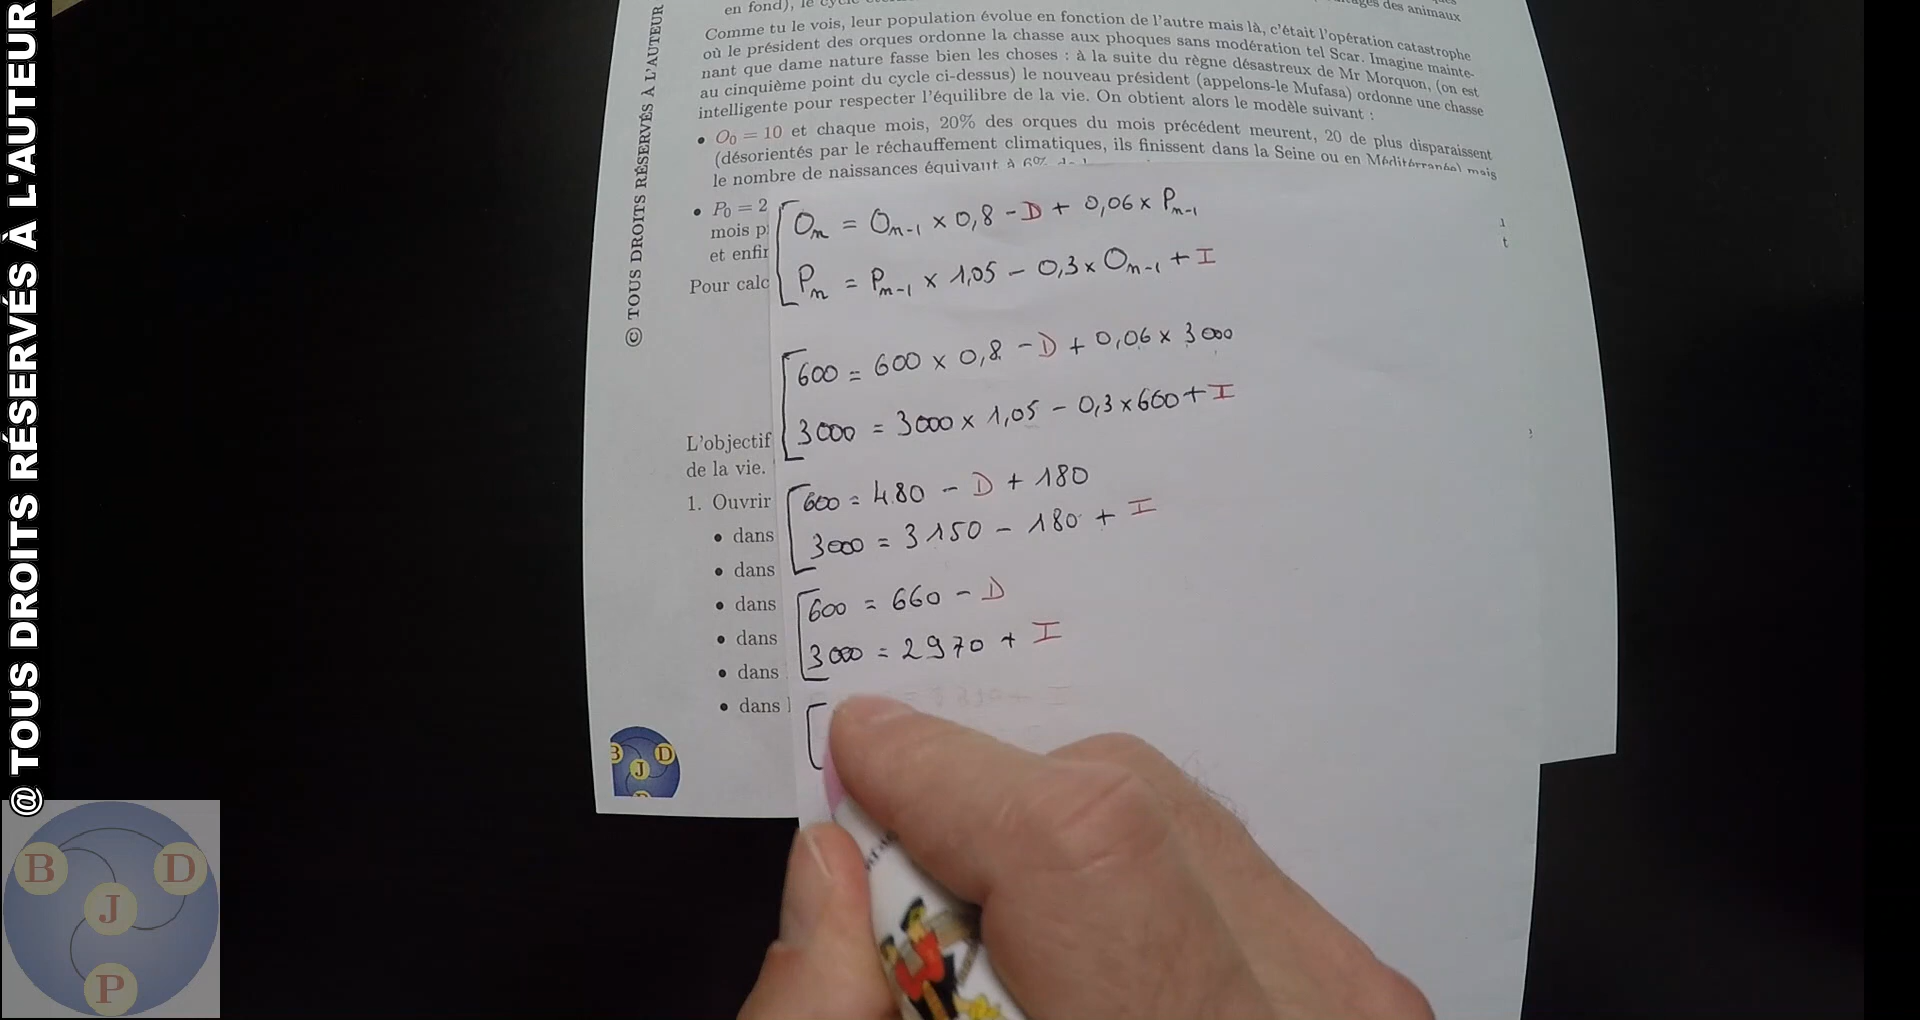 @ TOUS DROITS RÉSERVÉS À L'AUTEUR
© TOUS DROITS RÉSERVÉS À L'AUTEUR
en fond), le cycle des animaux
Comme tu le vois, leur population évolue en fonction de l'autre mais là, c'était l'opération catastrophe
où le président des orques ordonne la chasse aux phoques sans modération tel Scar. Imagine mainte-
nant que dame nature fasse bien les choses : à la suite du règne désastreux de Mr Morquon, (on est
au cinquième point du cycle ci-dessus) le nouveau président (appelons-le Mufasa) ordonne une chasse
intelligente pour respecter l'équilibre de la vie. On obtient alors le modèle suivant :
• O₀ = 10 et chaque mois, 20% des orques du mois précédent meurent, 20 de plus disparaissent
(désorientés par le réchauffement climatiques, ils finissent dans la Seine ou en Méditérranée) mais
le nombre de naissances équivaut à 6%
• P₀ = 2
mois p
et enfin
Pour calc
Oₙ = Oₙ₋₁ × 0,8 - D + 0,06 × Pₙ₋₁
Pₙ = Pₙ₋₁ × 1,05 - 0,3 × Oₙ₋₁ + I
600 = 600 × 0,8 - D + 0,06 × 3000
3000 = 3000 × 1,05 - 0,3 × 600 + I
L'objectif
de la vie.
600 = 480 - D + 180
3000 = 3150 - 180 + I
600 = 660 - D
3000 = 2970 + I
1. Ouvrir
• dans
• dans
• dans
• dans
• dans
• dans l
B D
J
P
B D
J
P